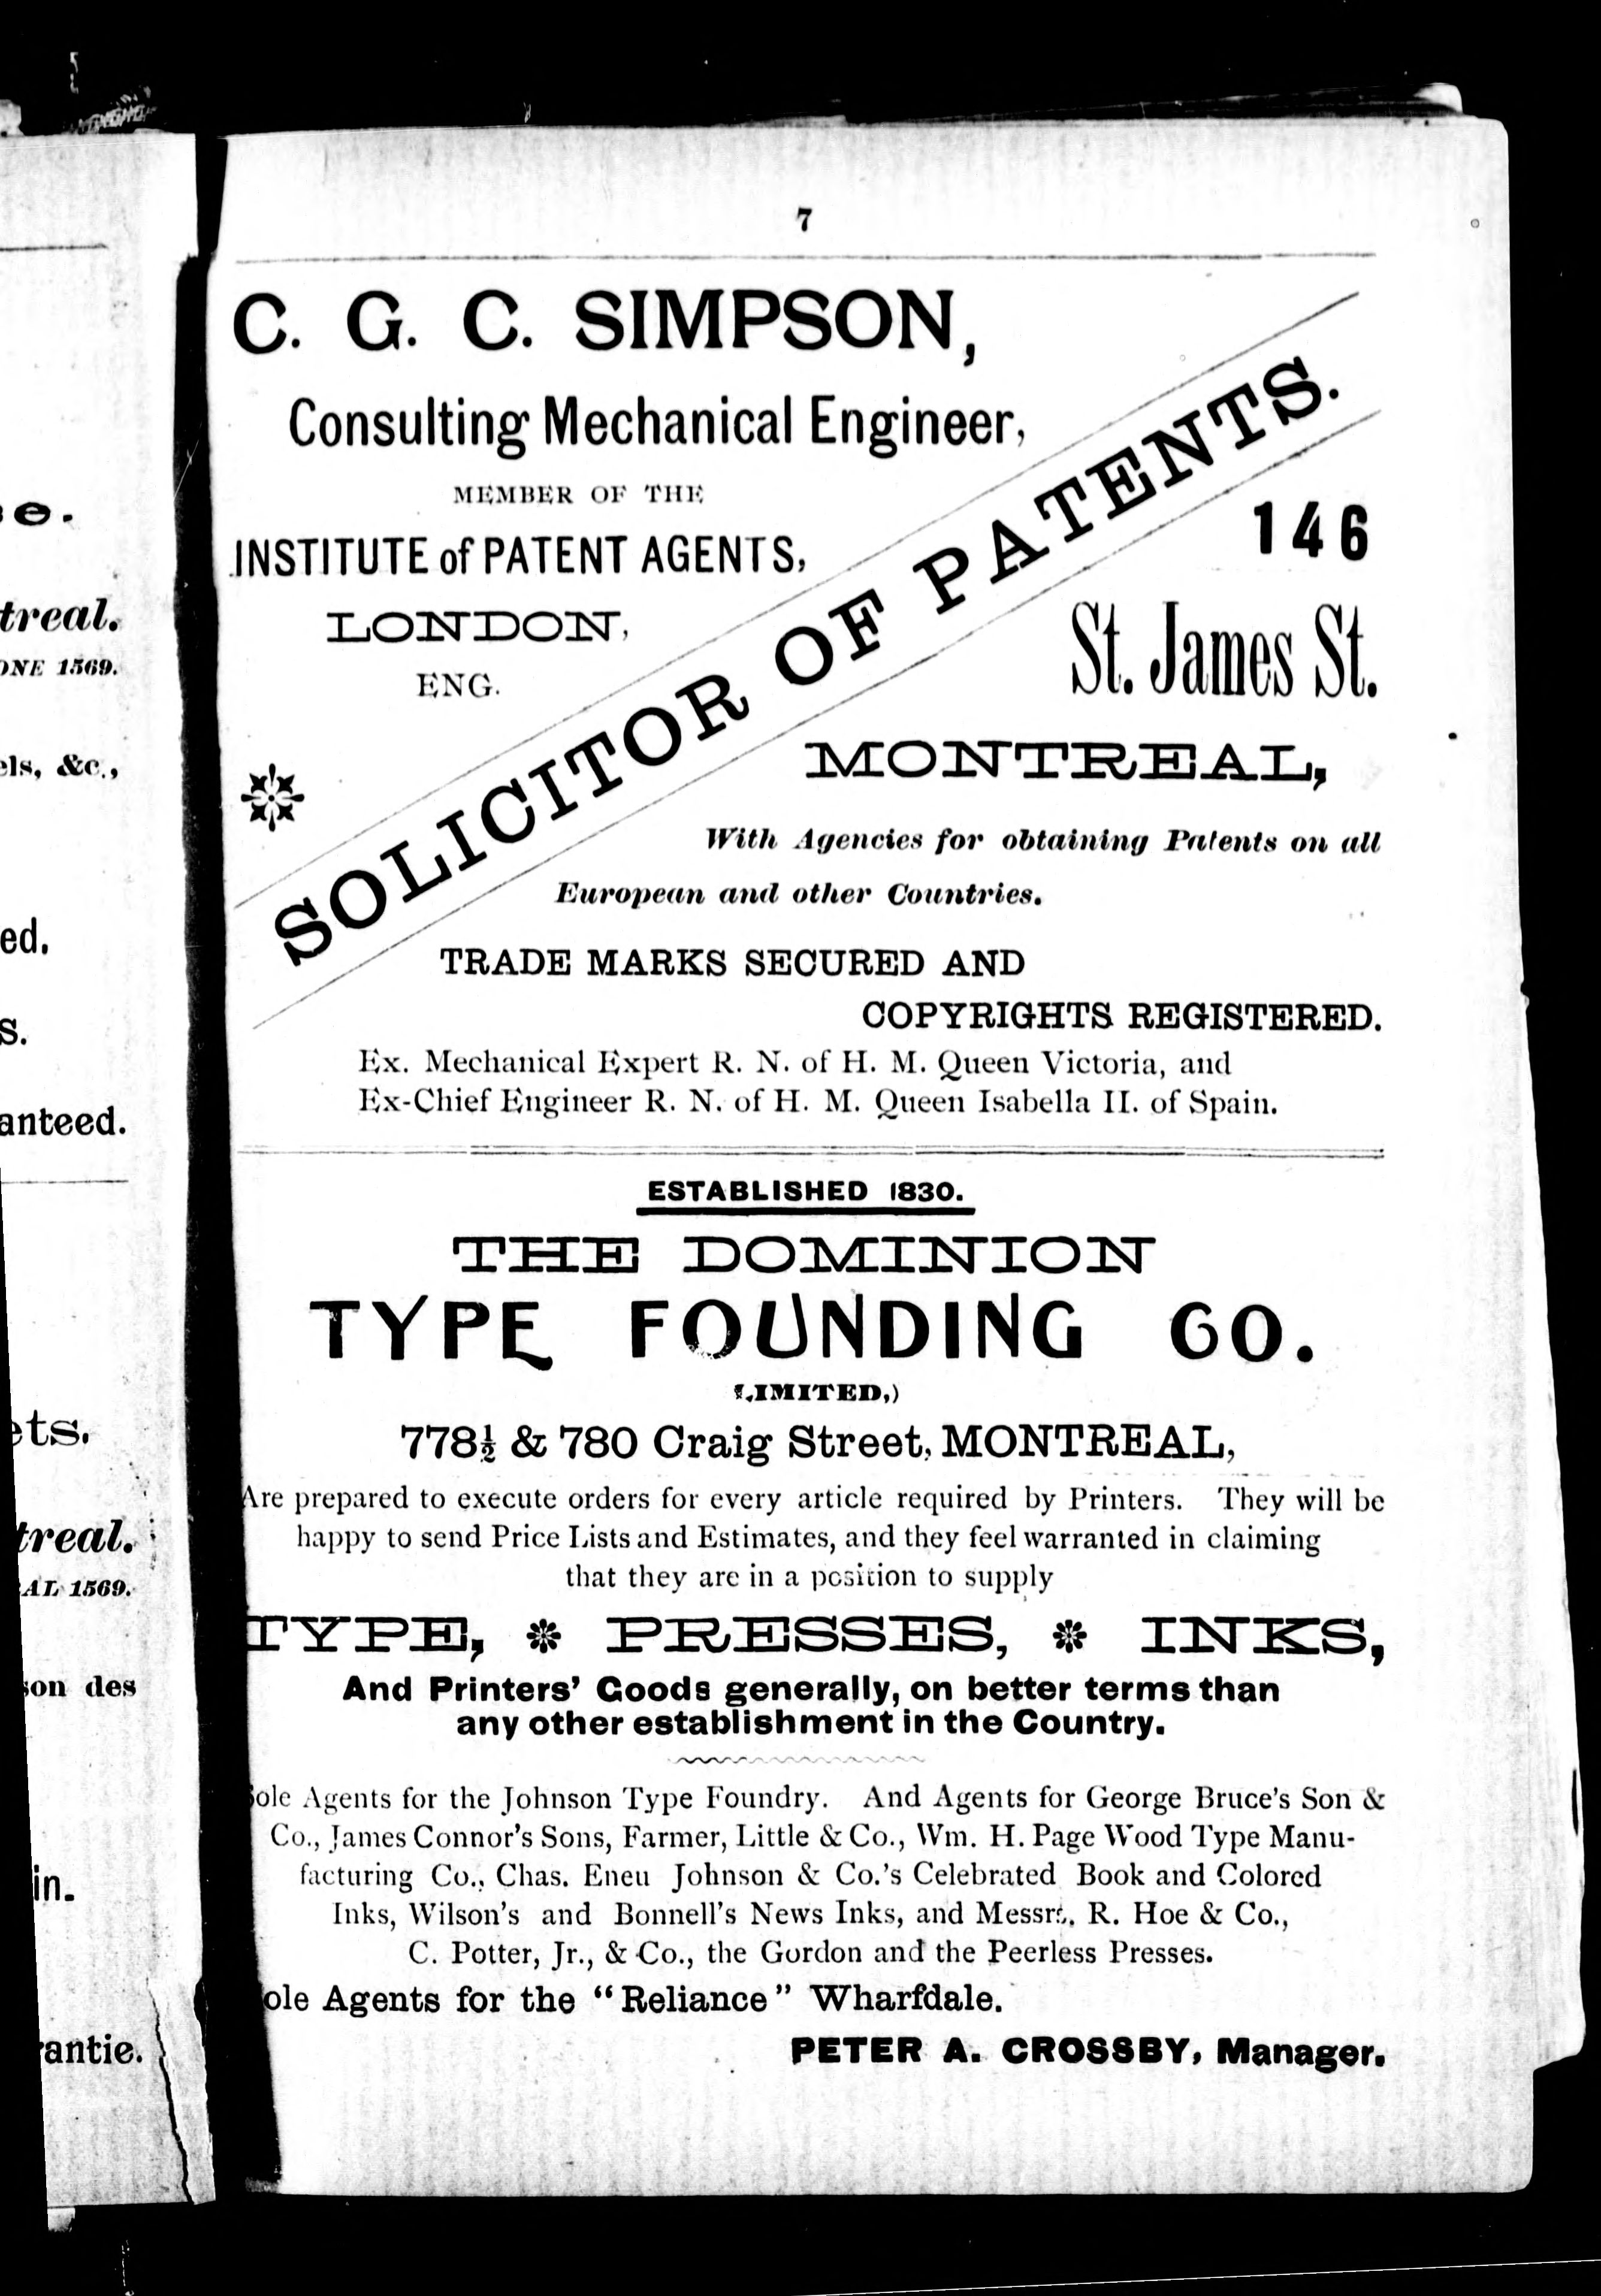 7
C. G. C. SIMPSON,
Consulting Mechanical Engineer,
MEMBER OF THE
INSTITUTE of PATENT AGENTS,
LONDON,
ENG.
SOLICITOR OF PATENTS.
146
St. James St.
MONTREAL,
With Agencies for obtaining Patents on all
European and other Countries.
TRADE MARKS SECURED AND
COPYRIGHTS REGISTERED.
Ex. Mechanical Expert R. N. of H. M. Queen Victoria, and
Ex-Chief Engineer R. N. of H. M. Queen Isabella II. of Spain.
ESTABLISHED 1830.
THE DOMINION
TYPE FOUNDING CO.
(LIMITED,)
778½ & 780 Craig Street, MONTREAL,
Are prepared to execute orders for every article required by Printers. They will be
happy to send Price Lists and Estimates, and they feel warranted in claiming
that they are in a position to supply
TYPE, PRESSES, INKS,
And Printers' Goods generally, on better terms than
any other establishment in the Country.
Sole Agents for the Johnson Type Foundry. And Agents for George Bruce's Son &
Co., James Connor's Sons, Farmer, Little & Co., Wm. H. Page Wood Type Manu-
facturing Co., Chas. Eneu Johnson & Co.'s Celebrated Book and Colored
Inks, Wilson's and Bonnell's News Inks, and Messrs. R. Hoe & Co.,
C. Potter, Jr., & Co., the Gordon and the Peerless Presses.
ole Agents for the "Reliance" Wharfdale.
PETER A. CROSSBY, Manager.
e.
treal.
ONE 1569.
els, &c.,
ed.
s.
anteed.
ets.
treal.
AL 1569.
son des
in.
antie.